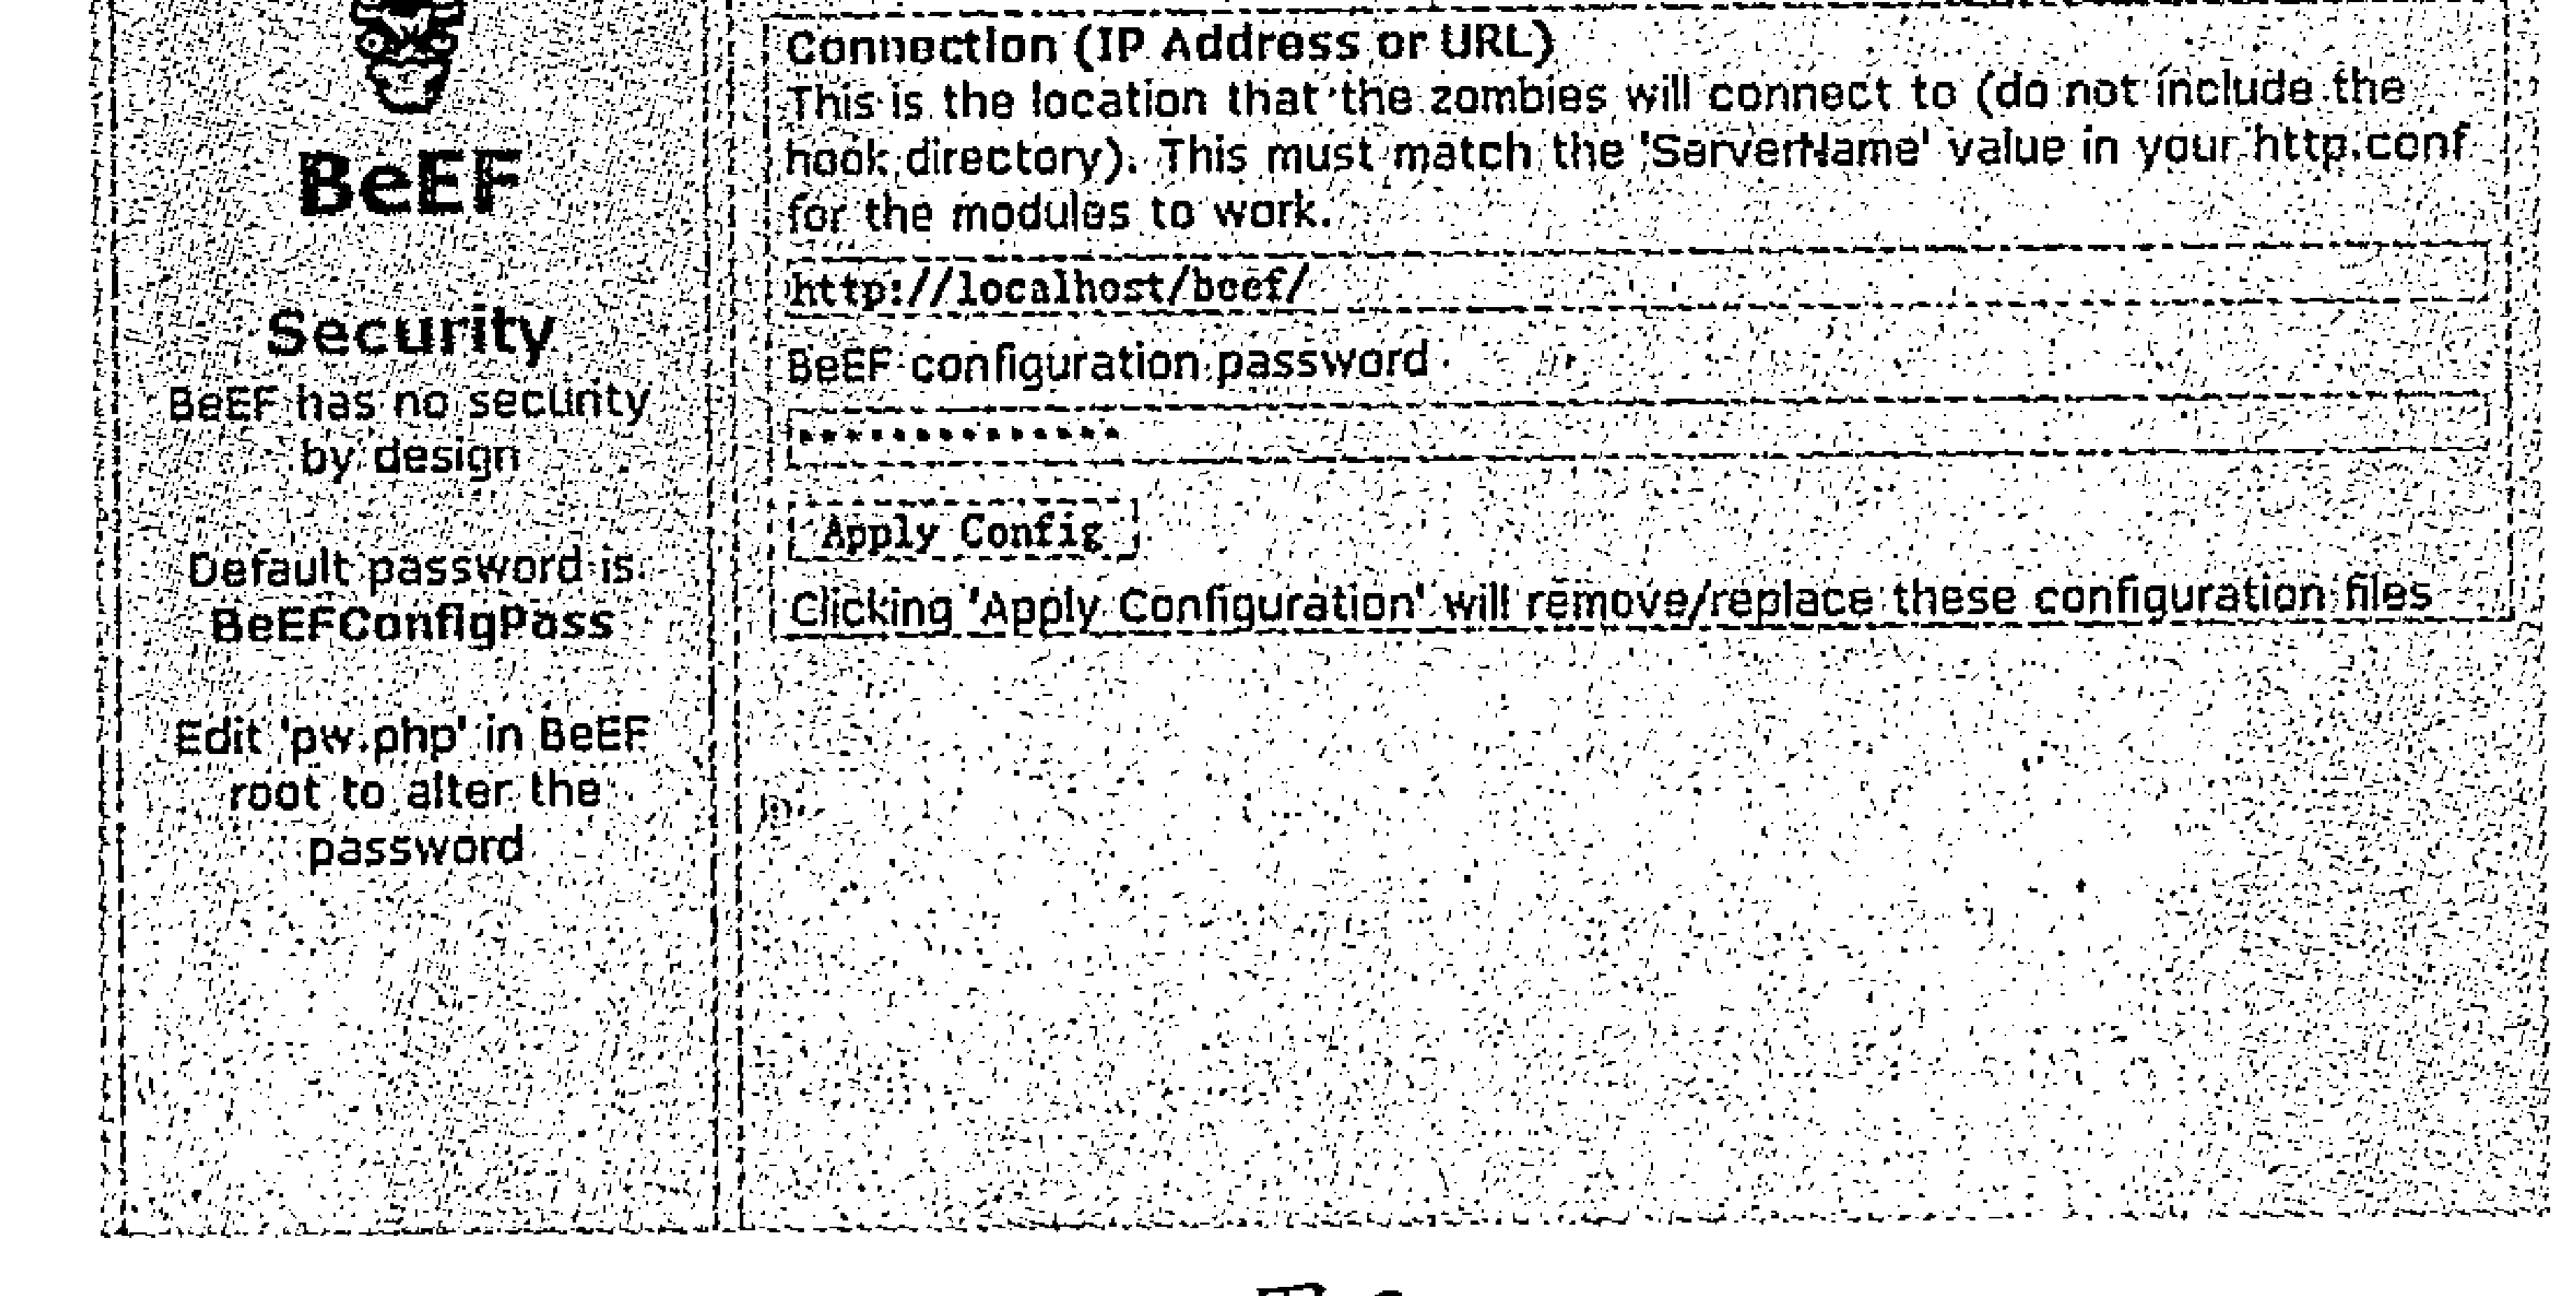 BeEF
Security
BeEF has no security
by design
Default password is
BeEFConfigPass
Edit 'pw.php' in BeEF
root to alter the
password
Connection (IP Address or URL)
This is the location that the zombies will connect to (do not include the
hook directory). This must match the 'ServerName' value in your http.conf
for the modules to work.
http://localhost/beef/
BeEF configuration password
••••••••••••••
Apply Config
Clicking 'Apply Configuration' will remove/replace these configuration files